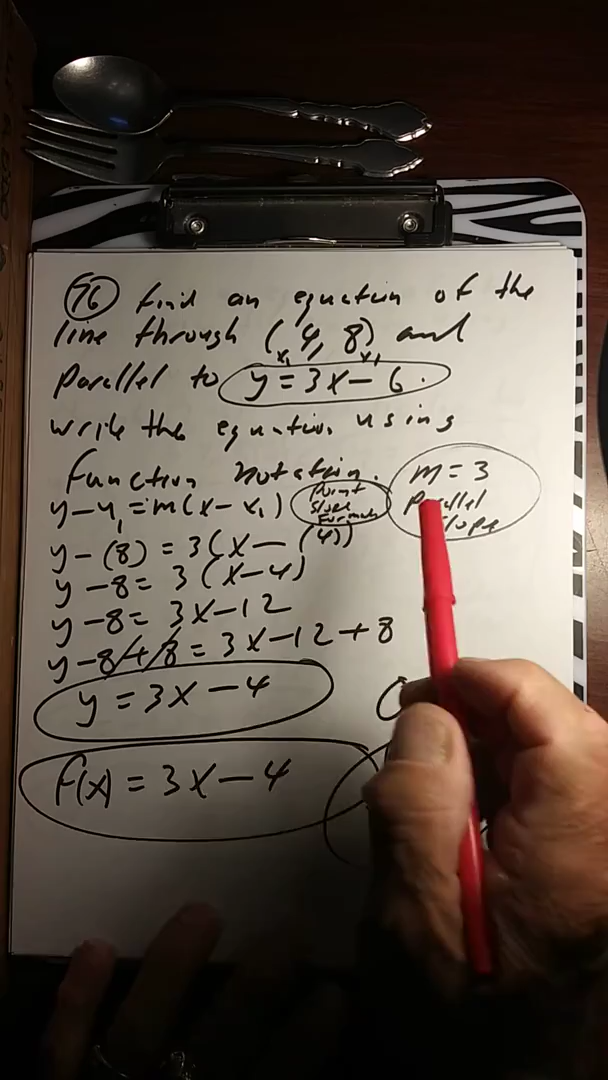 76 Find an equation of the
line through (4, 8) and
x₁ x₁
Parallel to y = 3x - 6.
write the equation using
Function Notation.
m = 3
Parallel
Slope
y - y₁ = m(x - x₁)
Point
Slope
Formula
y - (8) = 3(x - (4))
y - 8 = 3(x - 4)
y - 8 = 3x - 12
y - 8 + 8 = 3x - 12 + 8
y = 3x - 4
f(x) = 3x - 4